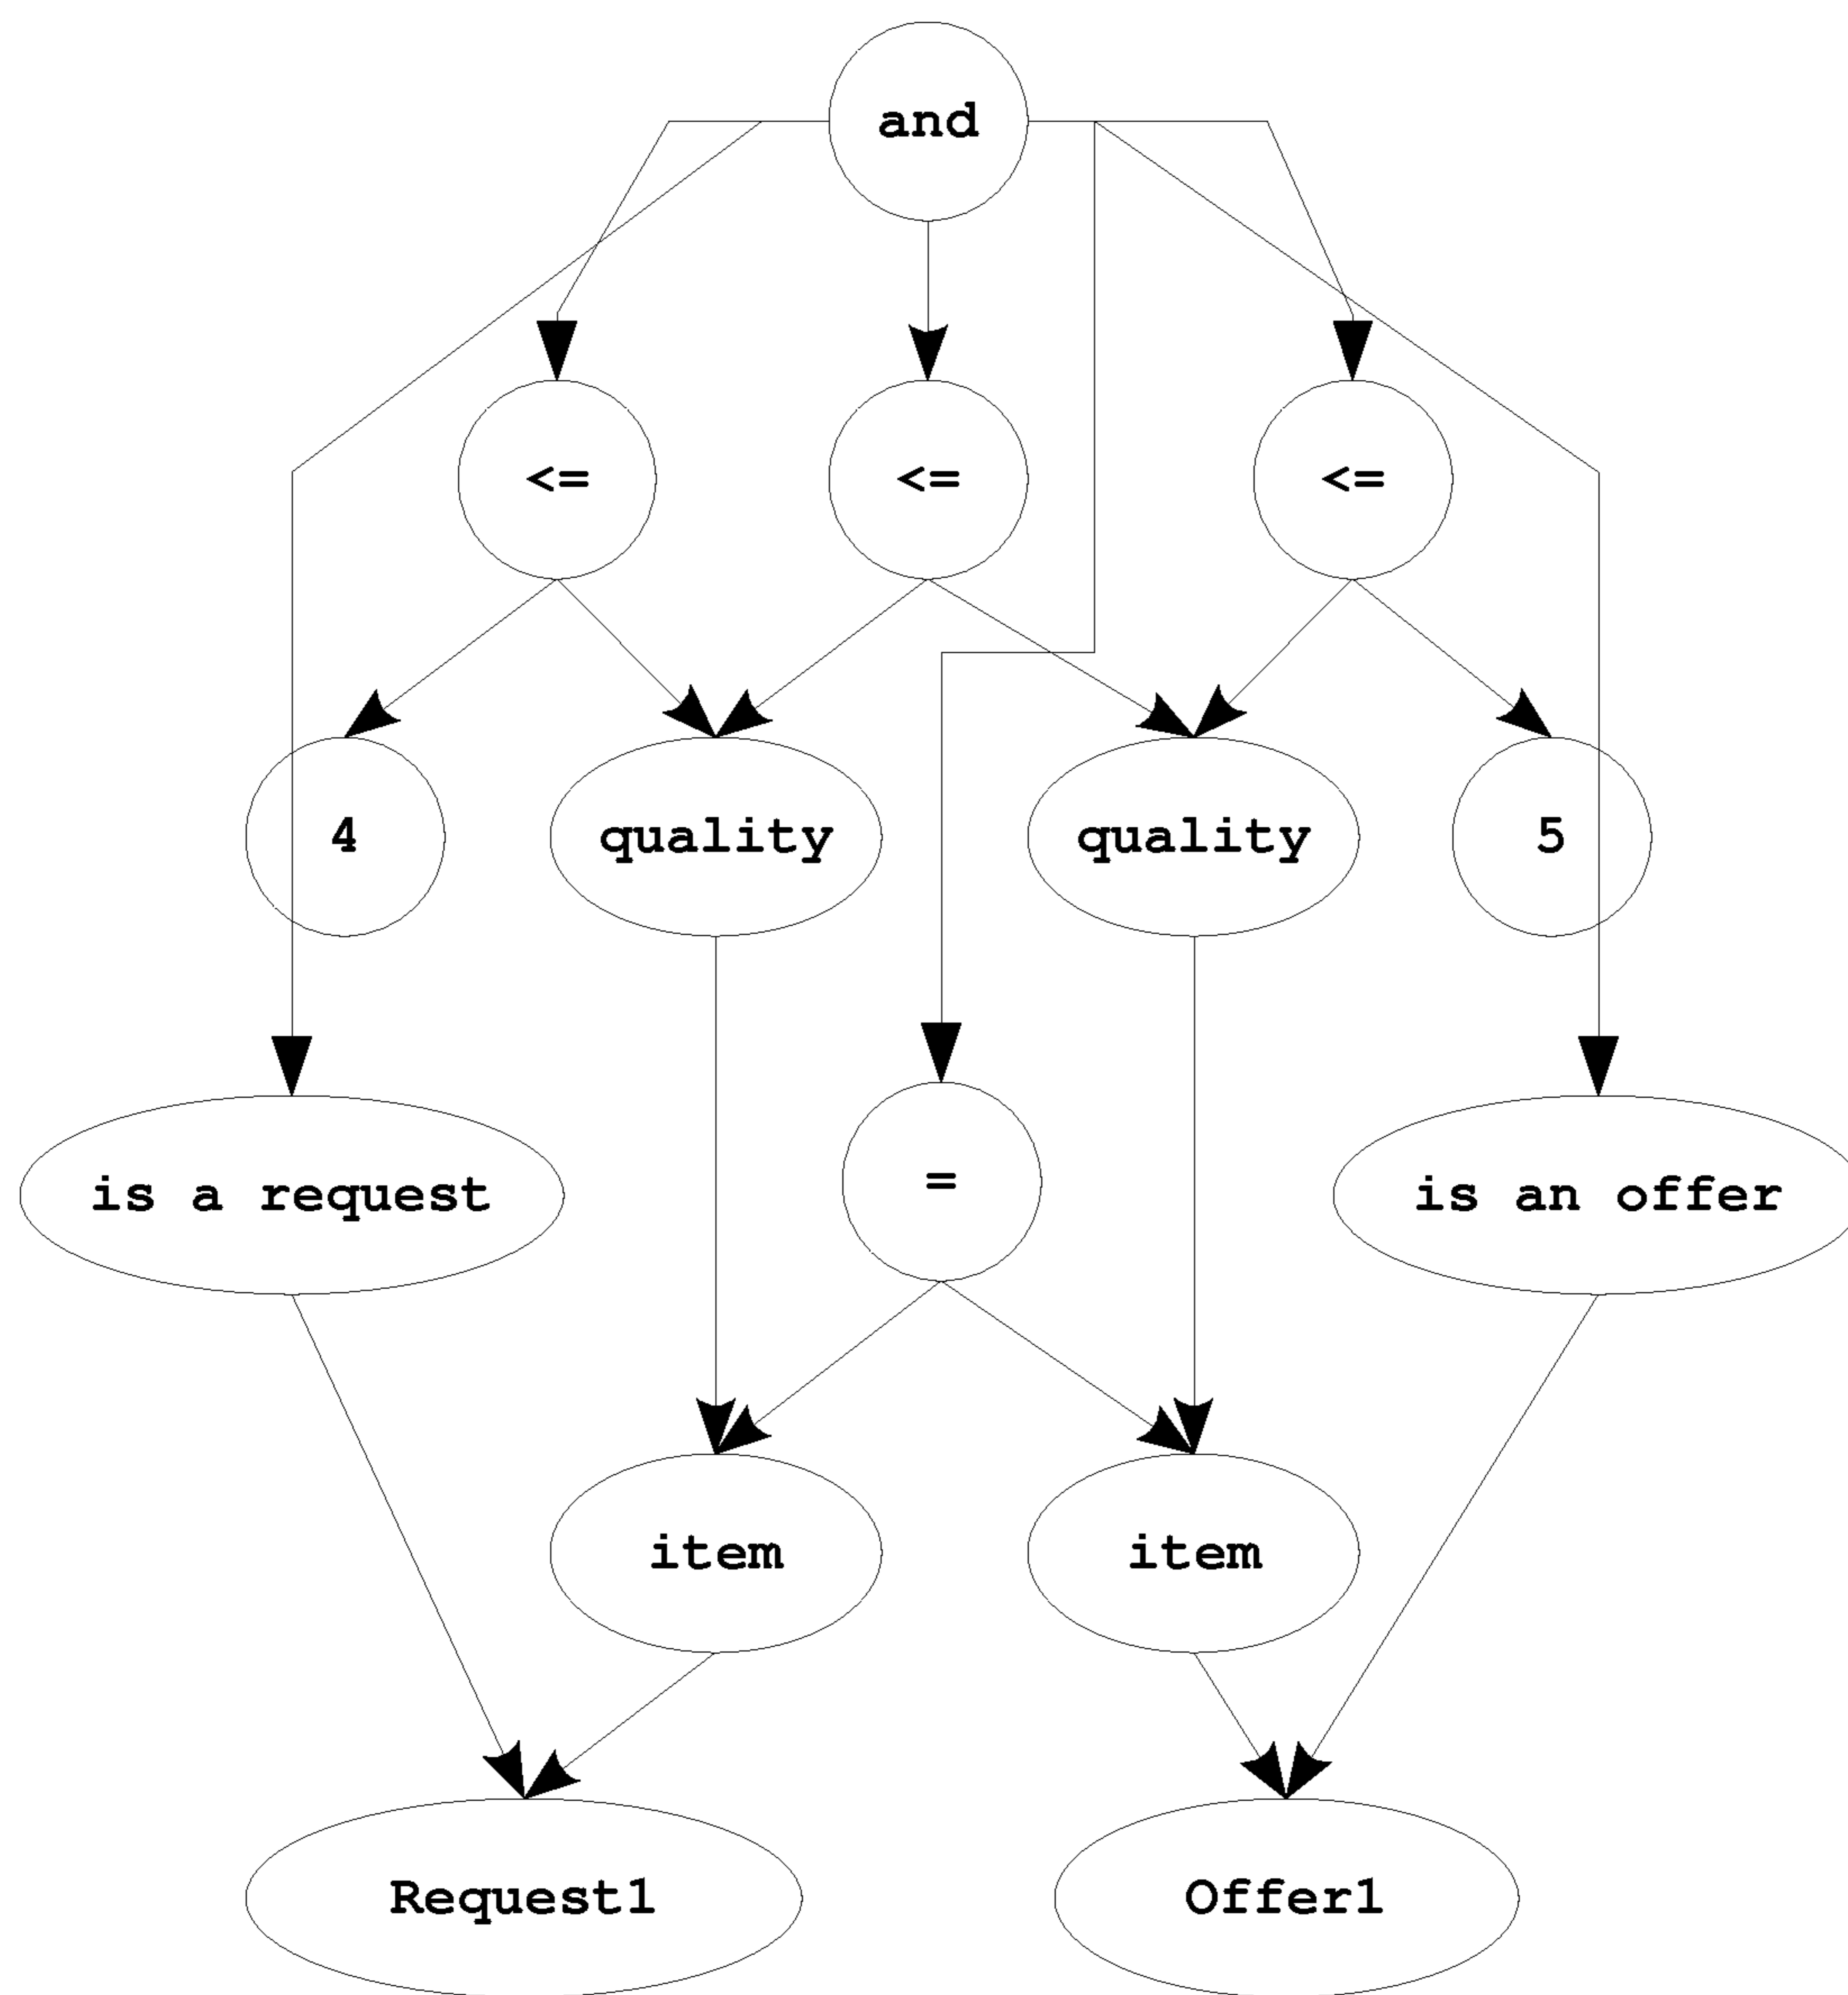 and
<=
<=
<=
4
quality
quality
5
is a request
=
is an offer
item
item
Request1
Offer1